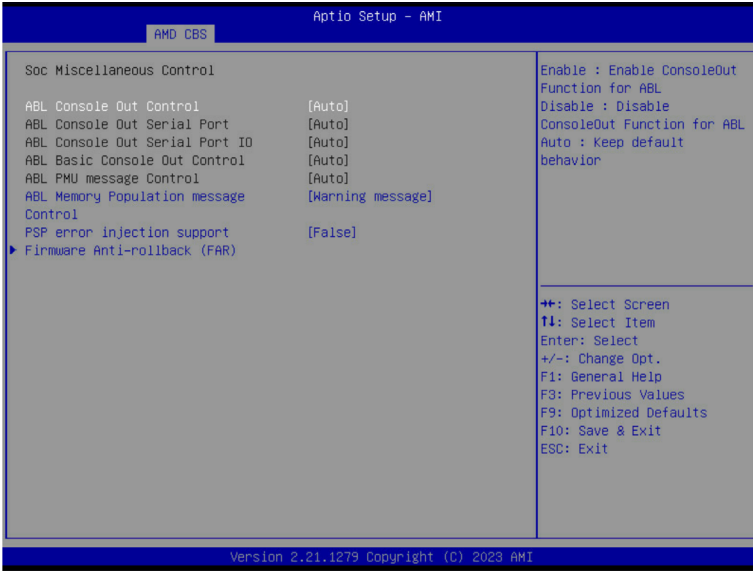 Aptio Setup – AMI
AMD CBS
Soc Miscellaneous Control
ABL Console Out Control [Auto]
ABL Console Out Serial Port [Auto]
ABL Console Out Serial Port IO [Auto]
ABL Basic Console Out Control [Auto]
ABL PMU message Control [Auto]
ABL Memory Population message [Warning message]
Control
PSP error injection support [False]
▶ Firmware Anti-rollback (FAR)
Enable : Enable ConsoleOut
Function for ABL
Disable : Disable
ConsoleOut Function for ABL
Auto : Keep default
behavior
→←: Select Screen
↑↓: Select Item
Enter: Select
+/-: Change Opt.
F1: General Help
F3: Previous Values
F9: Optimized Defaults
F10: Save & Exit
ESC: Exit
Version 2.21.1279 Copyright (C) 2023 AMI